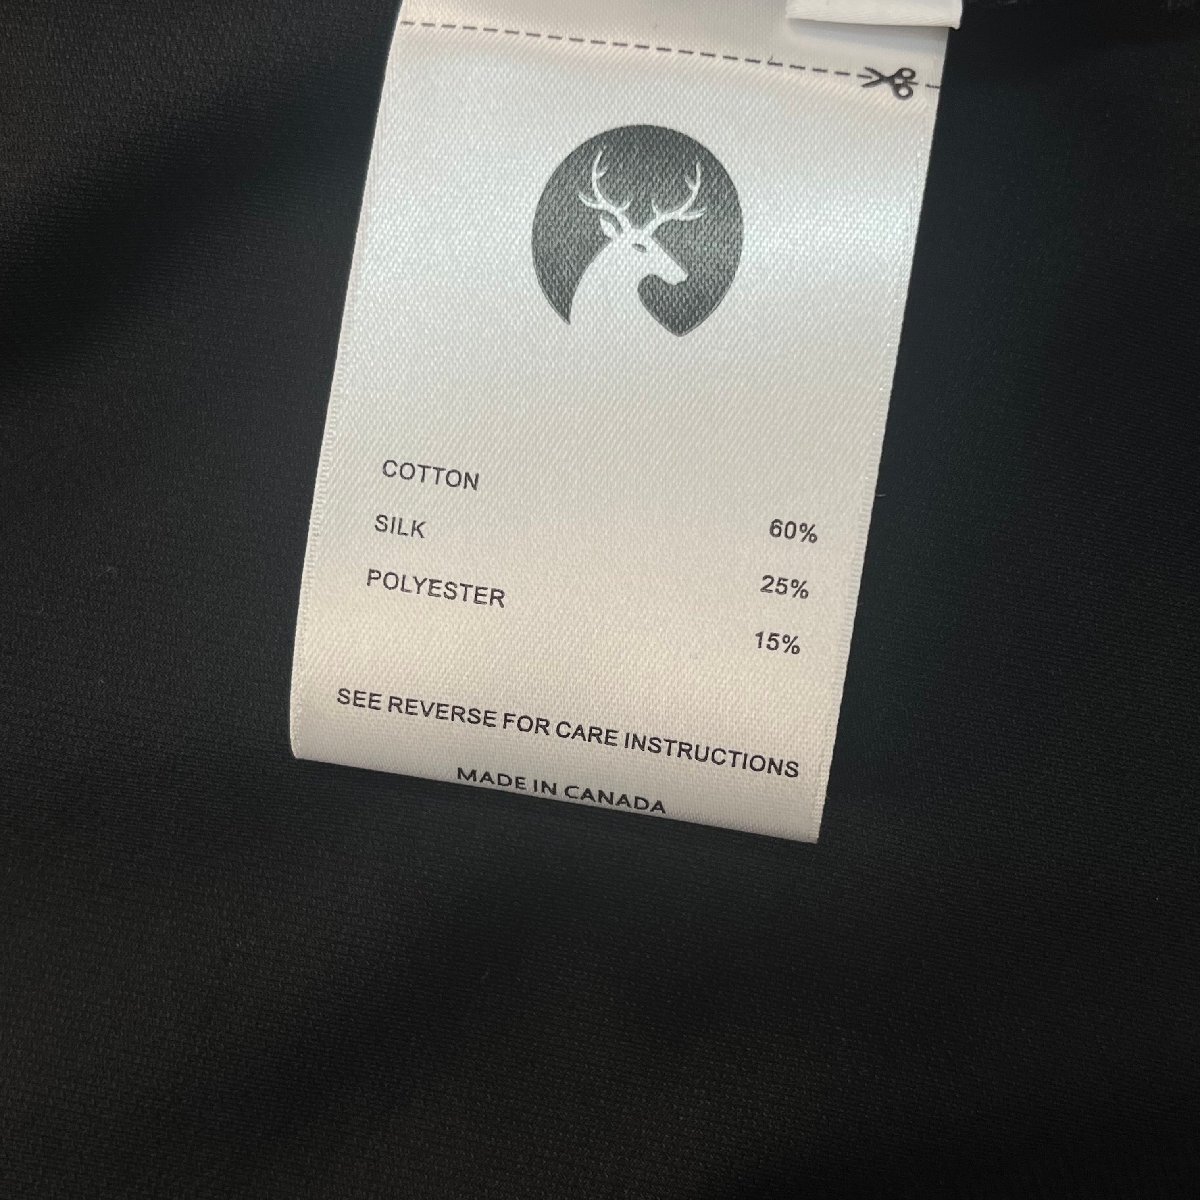 COTTON 60%
SILK 25%
POLYESTER 15%
SEE REVERSE FOR CARE INSTRUCTIONS
MADE IN CANADA